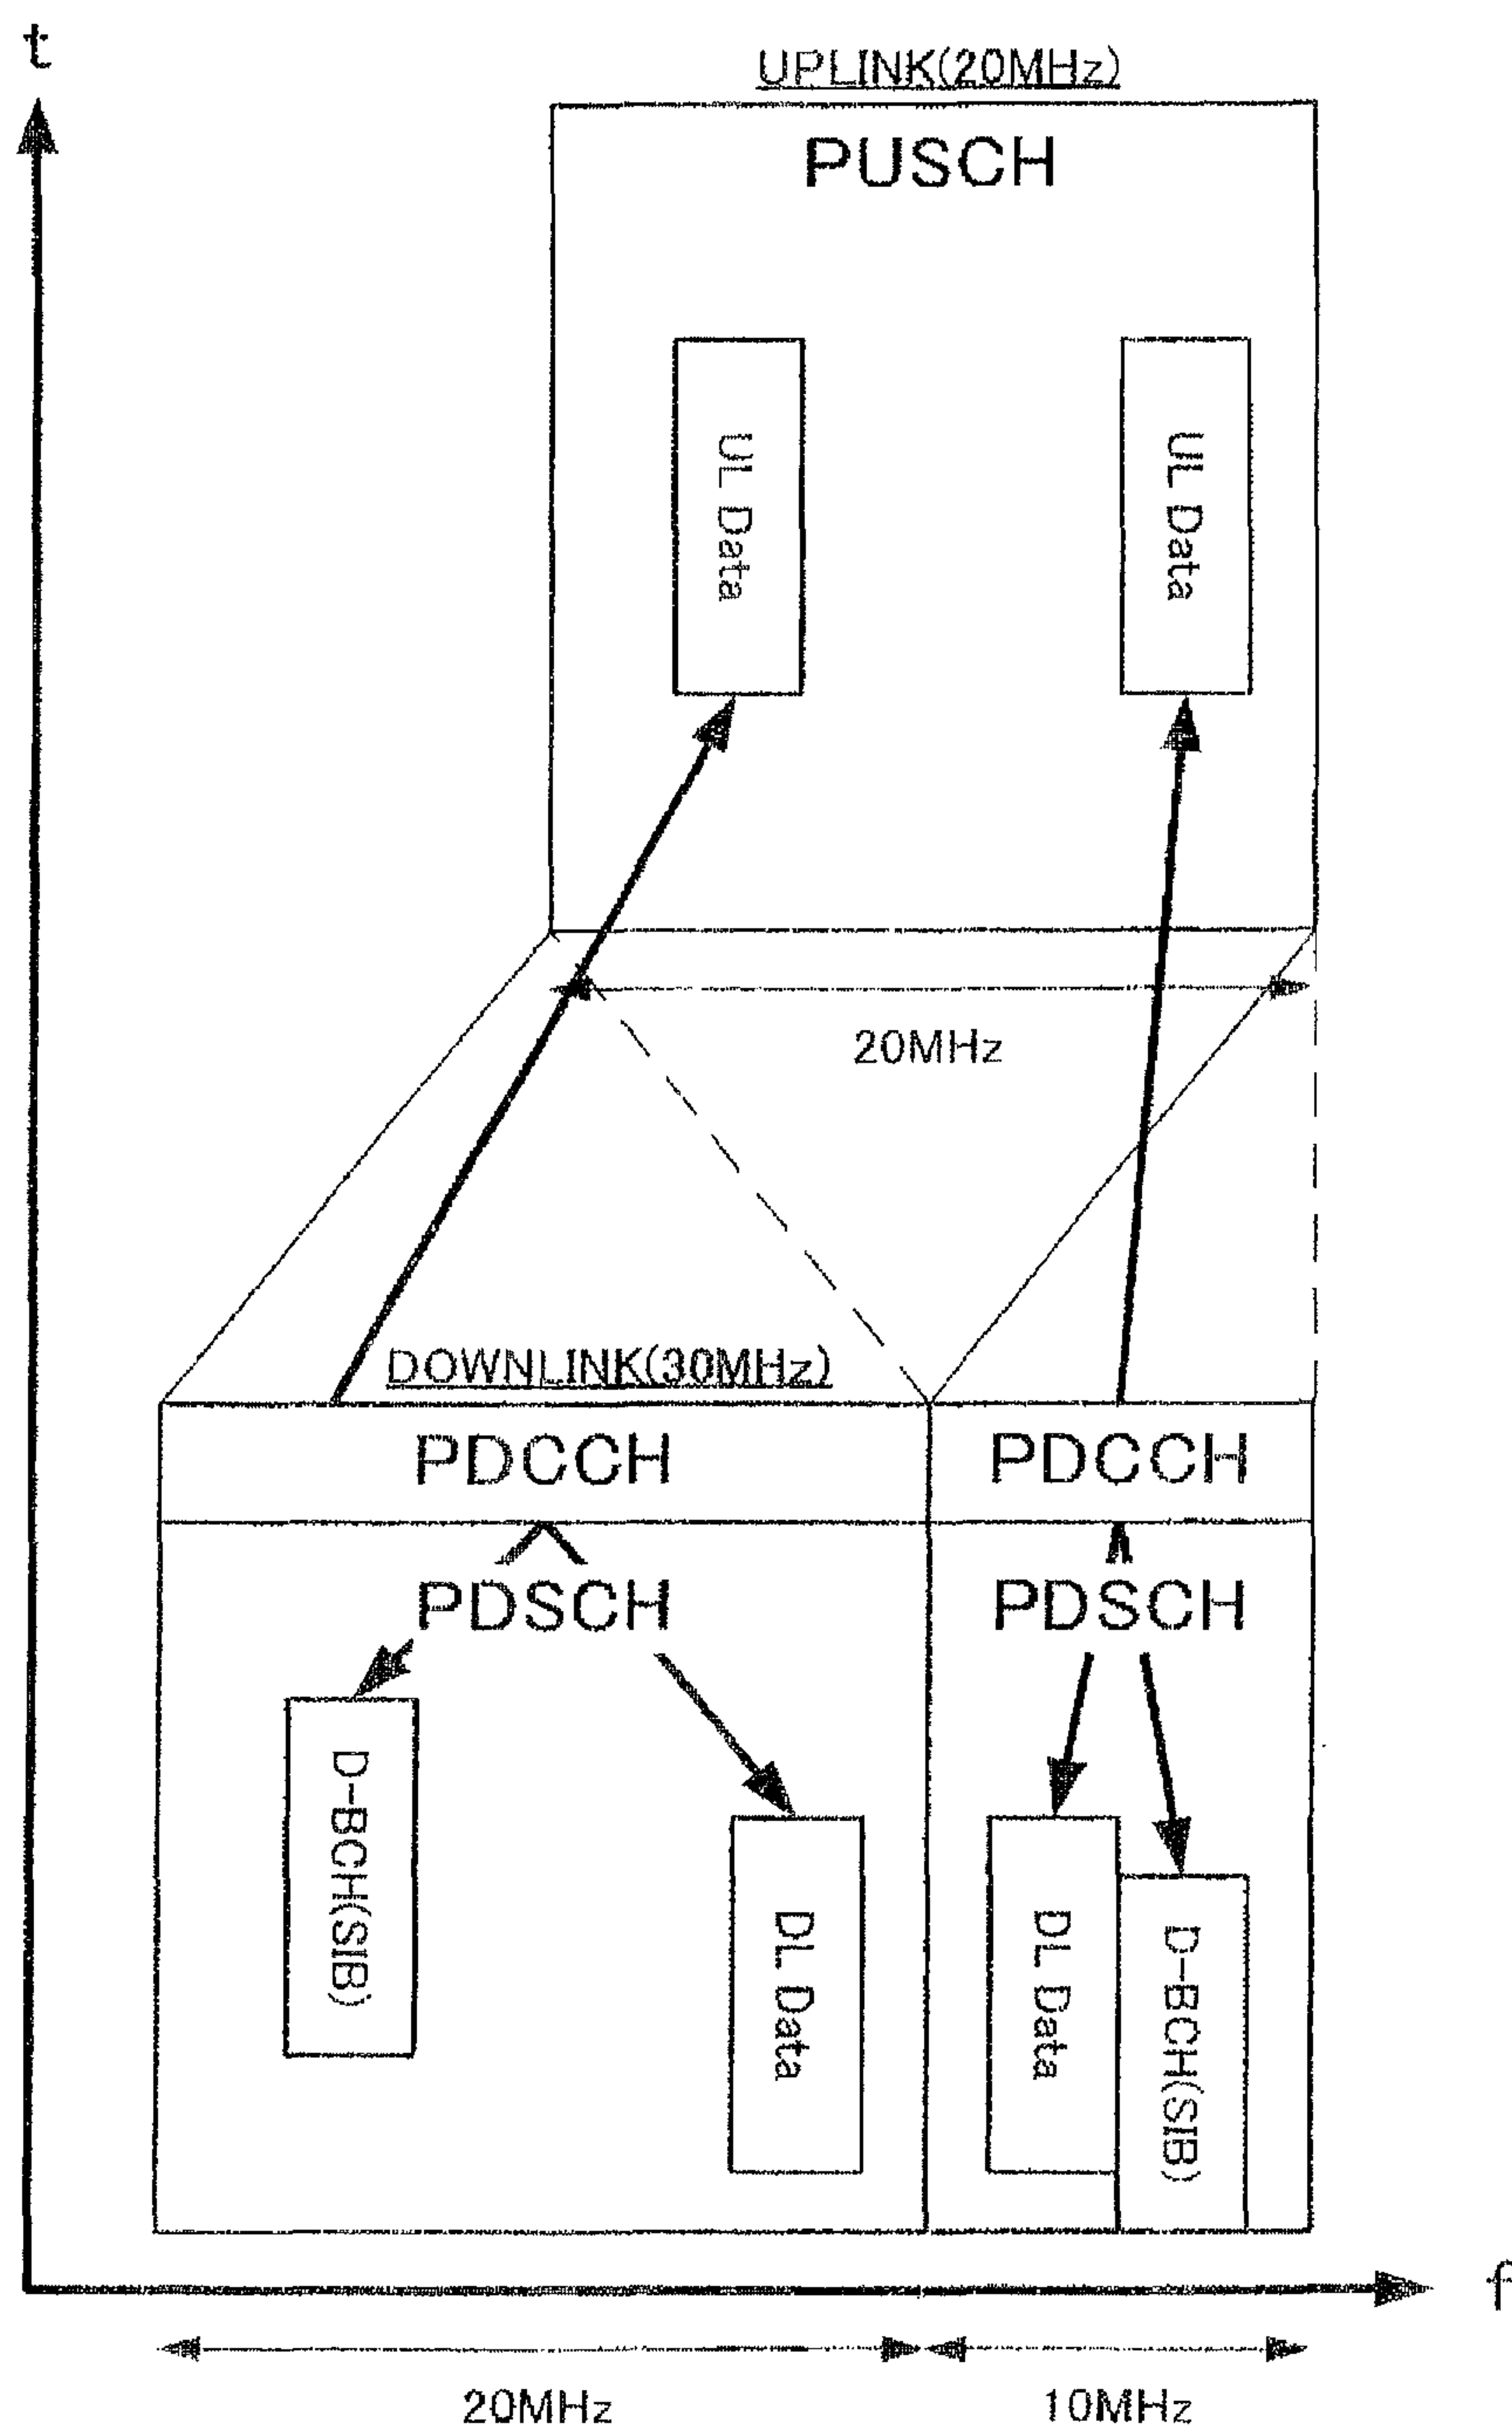 t
UPLINK(20MHz)
PUSCH
UL Data
UL Data
20MHz
DOWNLINK(30MHz)
PDCCH
PDCCH
PDSCH
PDSCH
D-BCH(SIB)
DL Data
DL Data
D-BCH(SIB)
f
20MHz
10MHz